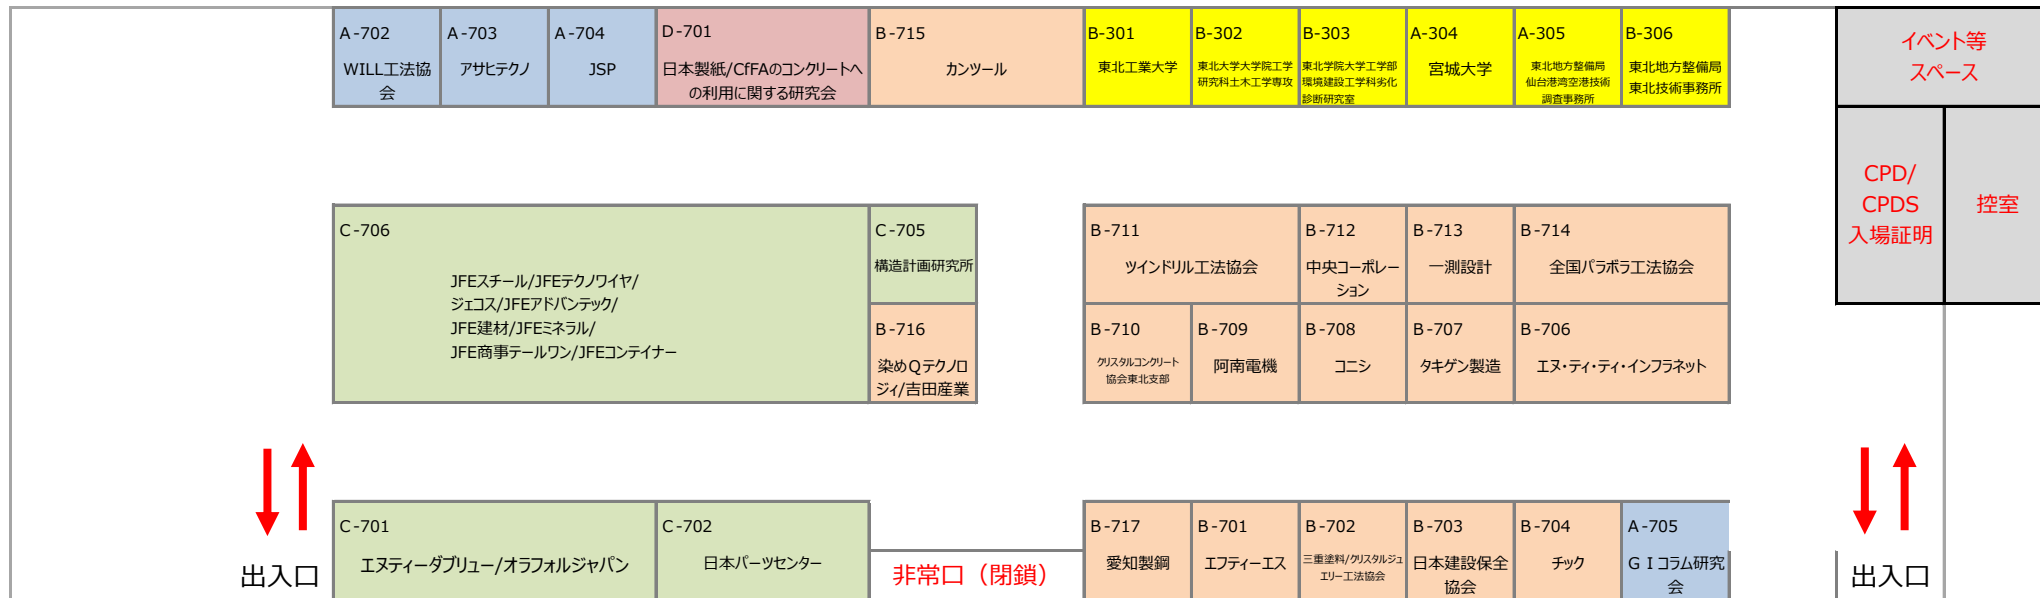 A-702
WILL工法協
会
A-703
アサヒテクノ
A-704
JSP
D-701
日本製紙/CfFAのコンクリートへ
の利用に関する研究会
B-715
カンツール
B-301
東北工業大学
B-302
東北大学大学院工学
研究科土木工学専攻
B-303
東北学院大学工学部
環境建設工学科劣化
診断研究室
A-304
宮城大学
A-305
東北地方整備局
仙台港湾空港技術
調査事務所
B-306
東北地方整備局
東北技術事務所
イベント等
スペース
CPD/
CPDS
入場証明
控室
C-706
JFEスチール/JFEテクノワイヤ/
ジェコス/JFEアドバンテック/
JFE建材/JFEミネラル/
JFE商事テールワン/JFEコンテイナー
C-705
構造計画研究所
B-716
染めQテクノロ
ジィ/吉田産業
B-711
ツインドリル工法協会
B-712
中央コーポレー
ション
B-713
一測設計
B-714
全国パラボラ工法協会
B-710
クリスタルコンクリート
協会東北支部
B-709
阿南電機
B-708
コニシ
B-707
タキゲン製造
B-706
エヌ・ティ・ティ・インフラネット
出入口
C-701
エヌティーダブリュー/オラフォルジャパン
C-702
日本パーツセンター
非常口（閉鎖）
B-717
愛知製鋼
B-701
エフティーエス
B-702
三重塗料/クリスタルジュ
エリー工法協会
B-703
日本建設保全
協会
B-704
チック
A-705
GIコラム研究
会
出入口